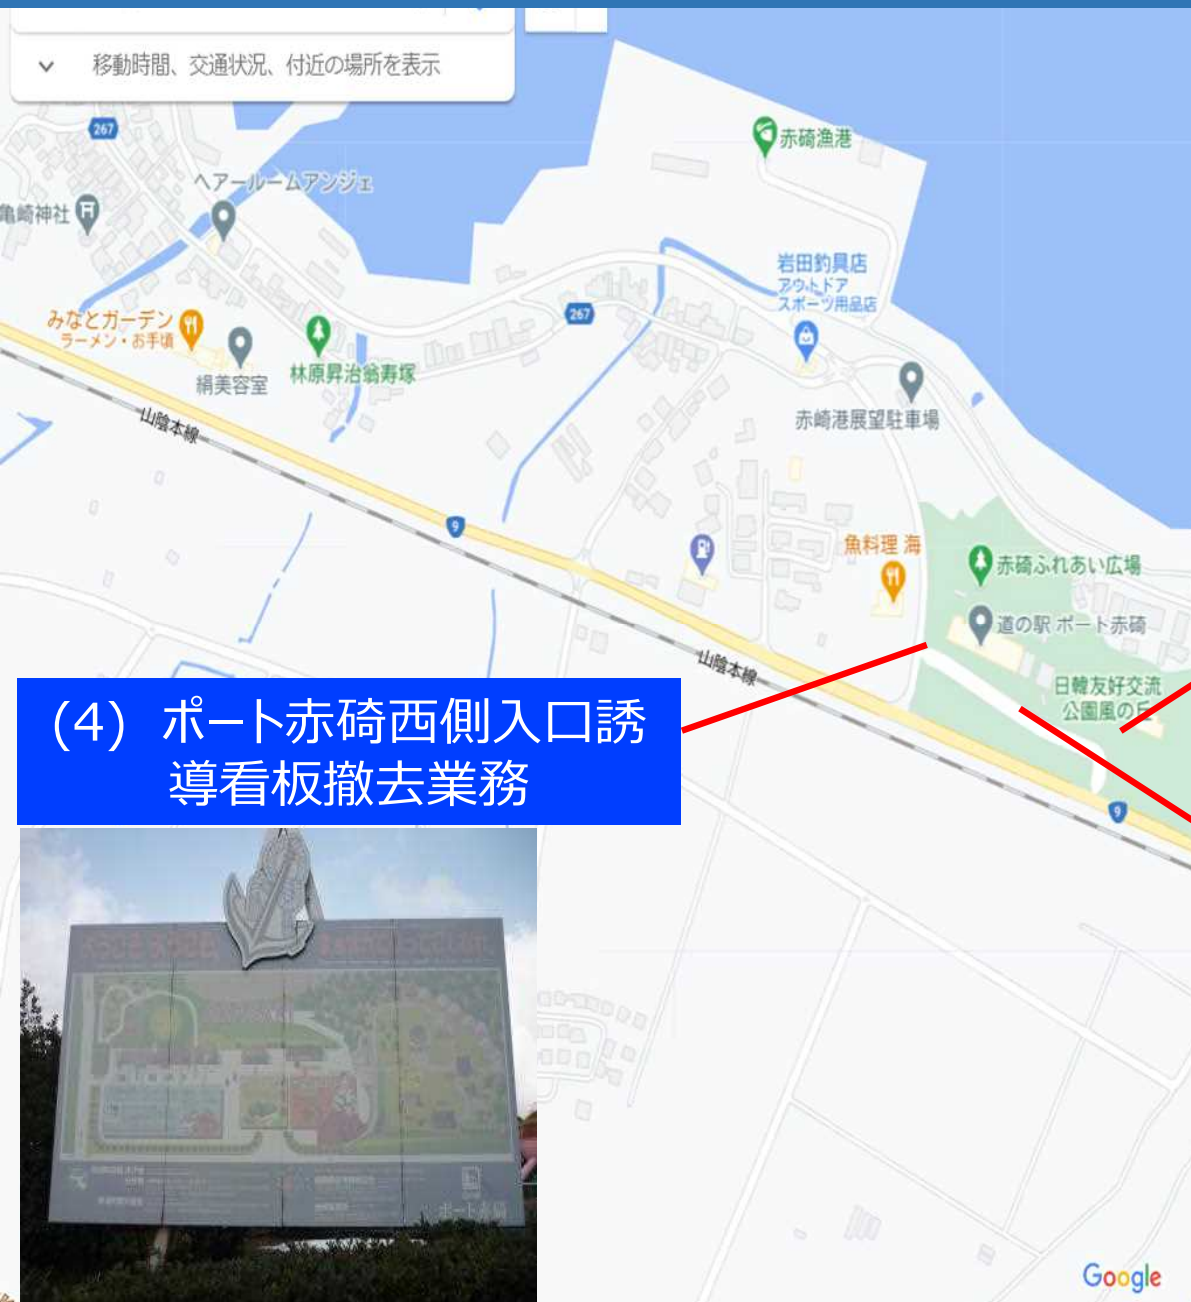 移動時間、交通状況、付近の場所を表示
267
赤碕漁港
ヘアールームアンジェ
亀崎神社
岩田釣具店
アウトドア
スポーツ用品店
267
みなとガーデン
ラーメン・お手頃
絹美容室
林原昇治翁寿塚
赤崎港展望駐車場
山陰本線
9
魚料理 海
赤碕ふれあい広場
道の駅 ポート赤碕
山陰本線
日韓友好交流
公園風の丘
(4) ポート赤碕西側入口誘
導看板撤去業務
9
ポート赤碕
Google